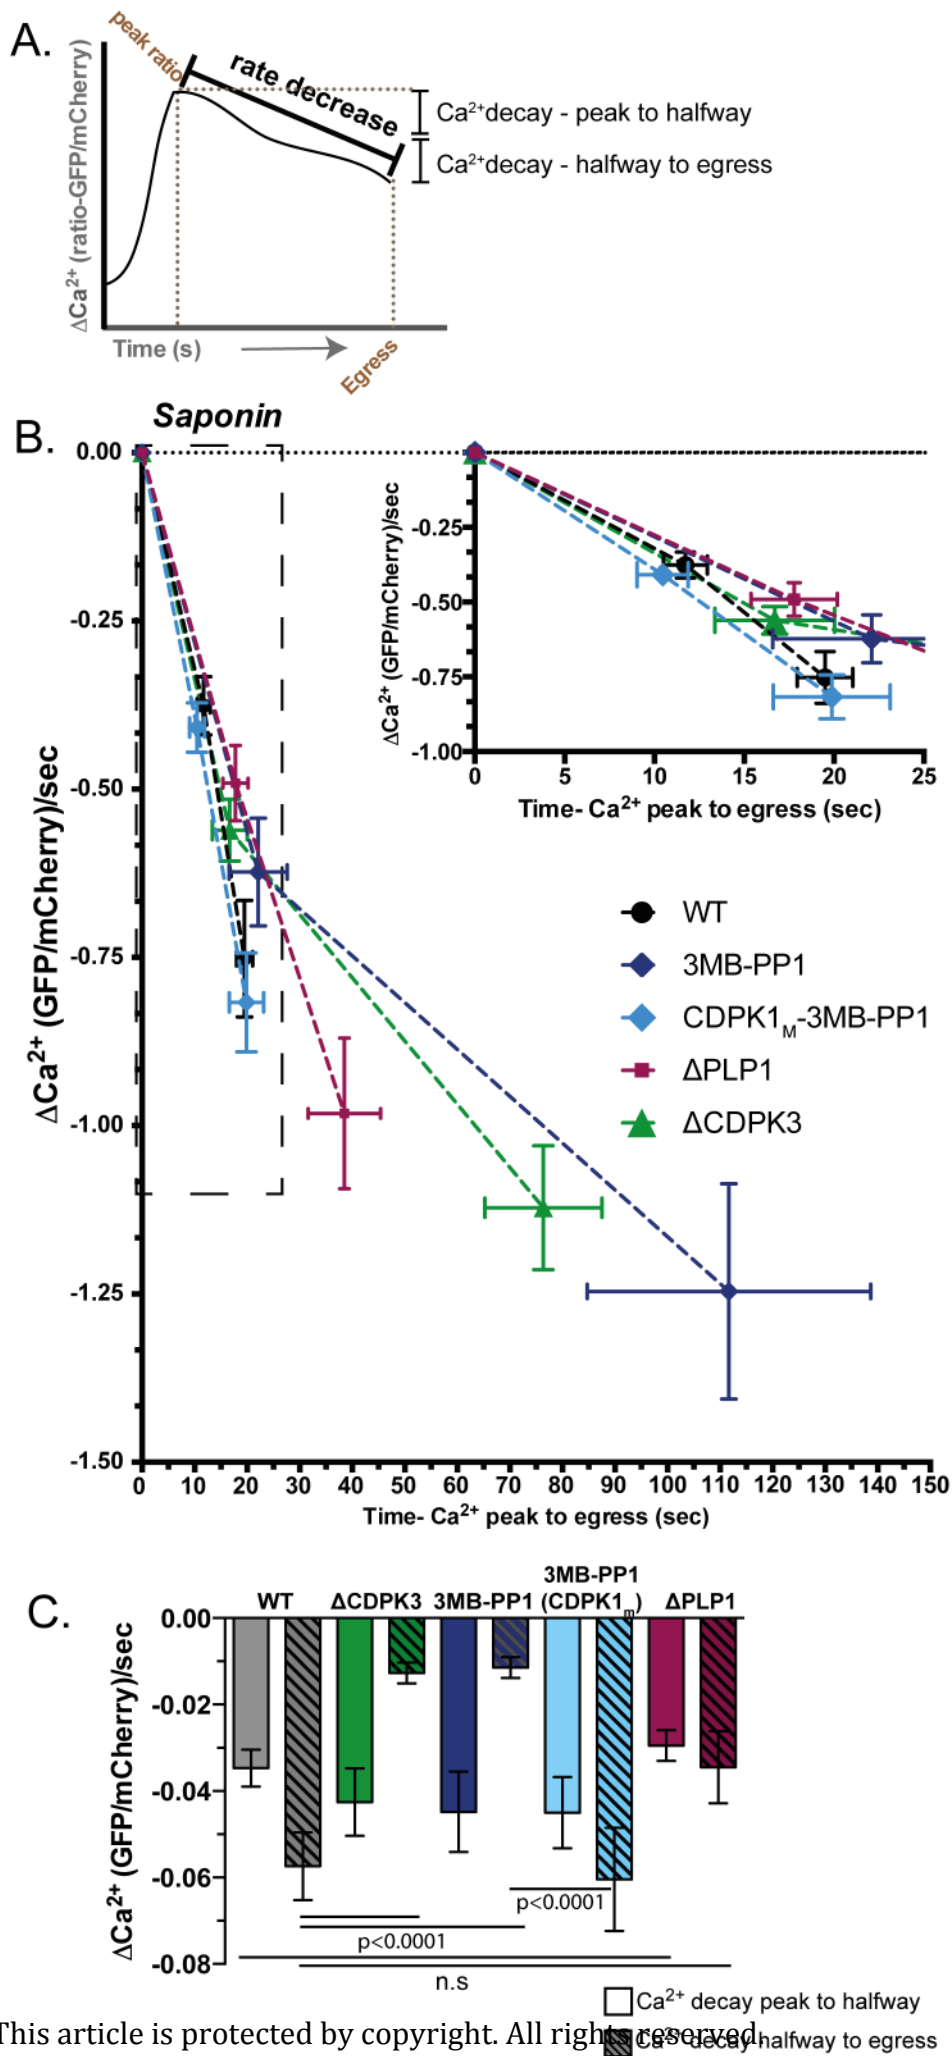 A.
peak ratio
rate decrease
Ca2+decay - peak to halfway
Ca2+decay - halfway to egress
ΔCa2+ (ratio-GFP/mCherry)
Time (s)
Egress
B.
Saponin
0.00
-0.25
-0.50
-0.75
-1.00
-1.25
-1.50
ΔCa2+ (GFP/mCherry)/sec
0 10 20 30 40 50 60 70 80 90 100 110 120 130 140 150
Time- Ca2+ peak to egress (sec)
-0.25
-0.50
-0.75
-1.00
ΔCa2+ (GFP/mCherry)/sec
0 5 10 15 20 25
Time- Ca2+ peak to egress (sec)
WT
3MB-PP1
CDPK1M-3MB-PP1
ΔPLP1
ΔCDPK3
C.
3MB-PP1
WT ΔCDPK3 3MB-PP1 (CDPK1m) ΔPLP1
0.00
-0.02
-0.04
-0.06
-0.08
ΔCa2+ (GFP/mCherry)/sec
p<0.0001
p<0.0001
n.s
Ca2+ decay peak to halfway
Ca2+ decay halfway to egress
This article is protected by copyright. All rights reserved.